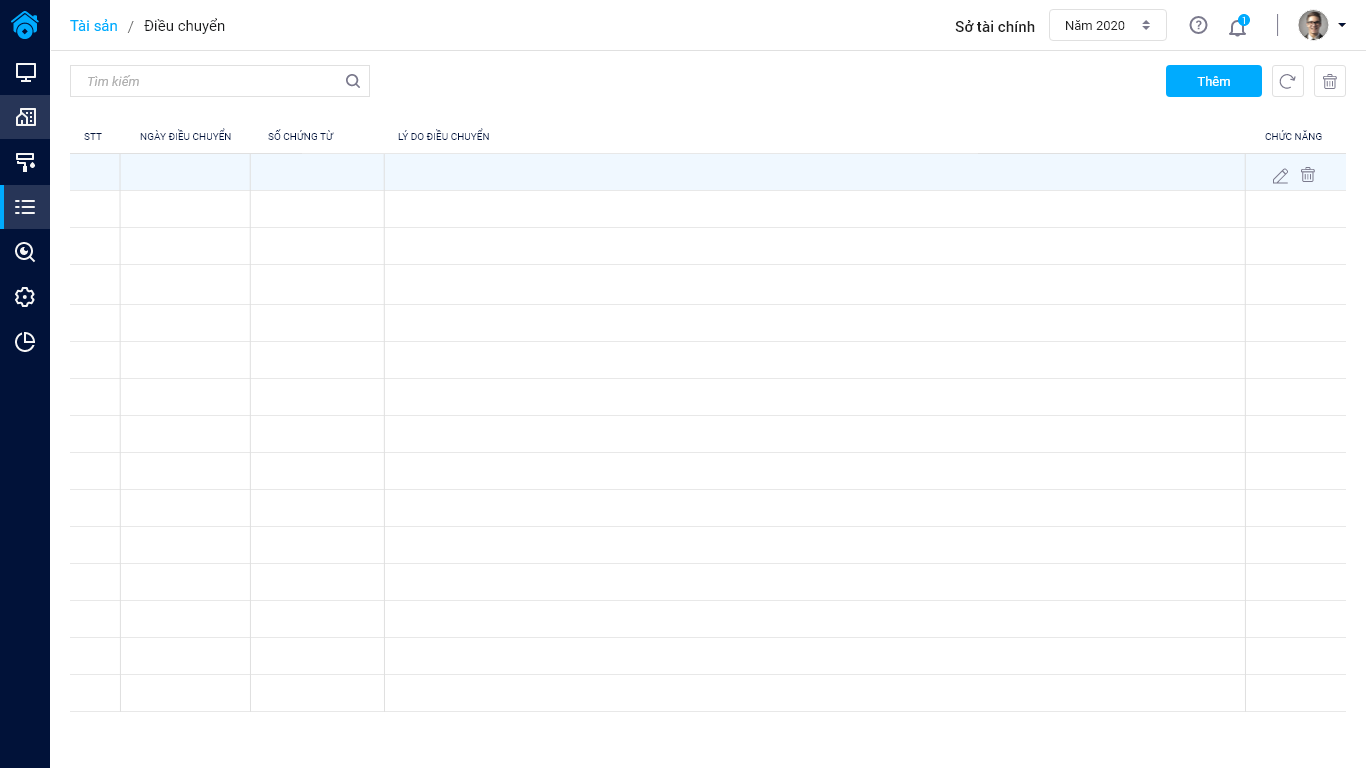 Tài sản / Điều chuyển
Sở tài chính
Năm 2020
1
Tìm kiếm
Thêm
STT NGÀY ĐIỀU CHUYỂN SỐ CHỨNG TỪ LÝ DO ĐIỀU CHUYỂN CHỨC NĂNG